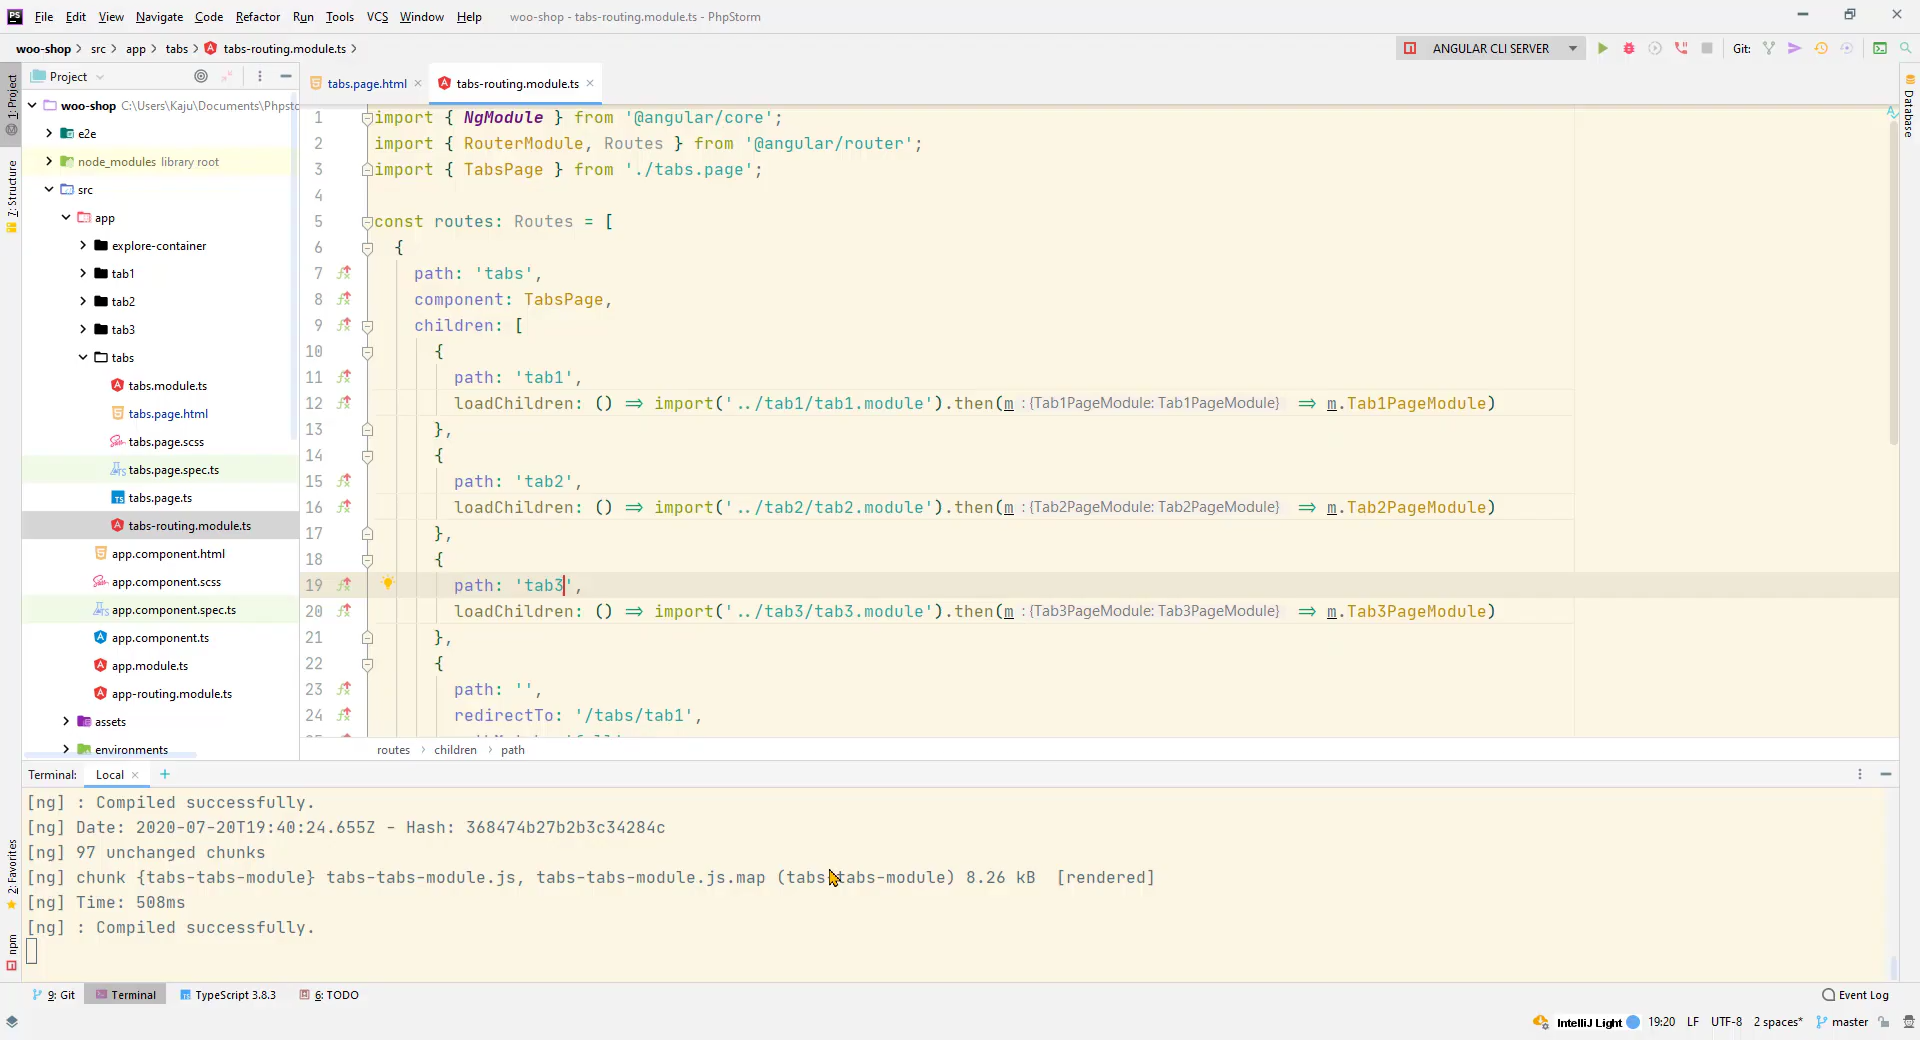 PS File Edit View Navigate Code Refactor Run Tools VCS Window Help woo-shop - tabs-routing.module.ts - PhpStorm
woo-shop src app tabs tabs-routing.module.ts ANGULAR CLI SERVER Git:
1: Project
7: Structure
2: Favorites
npm
Database
Project
woo-shop C:\Users\Kaju\Documents\Phpstc
e2e
node_modules library root
src
app
explore-container
tab1
tab2
tab3
tabs
tabs.module.ts
tabs.page.html
tabs.page.scss
tabs.page.spec.ts
tabs.page.ts
tabs-routing.module.ts
app.component.html
app.component.scss
app.component.spec.ts
app.component.ts
app.module.ts
app-routing.module.ts
assets
environments
tabs.page.html tabs-routing.module.ts
1 import { NgModule } from '@angular/core';
2 import { RouterModule, Routes } from '@angular/router';
3 import { TabsPage } from './tabs.page';
4
5 const routes: Routes = [
6 {
7 path: 'tabs',
8 component: TabsPage,
9 children: [
10 {
11 path: 'tab1',
12 loadChildren: () ⇒ import('../tab1/tab1.module').then(m : {Tab1PageModule: Tab1PageModule} ⇒ m.Tab1PageModule)
13 },
14 {
15 path: 'tab2',
16 loadChildren: () ⇒ import('../tab2/tab2.module').then(m : {Tab2PageModule: Tab2PageModule} ⇒ m.Tab2PageModule)
17 },
18 {
19 path: 'tab3',
20 loadChildren: () ⇒ import('../tab3/tab3.module').then(m : {Tab3PageModule: Tab3PageModule} ⇒ m.Tab3PageModule)
21 },
22 {
23 path: '',
24 redirectTo: '/tabs/tab1',
routes children path
Terminal: Local +
[ng] : Compiled successfully.
[ng] Date: 2020-07-20T19:40:24.655Z - Hash: 368474b27b2b3c34284c
[ng] 97 unchanged chunks
[ng] chunk {tabs-tabs-module} tabs-tabs-module.js, tabs-tabs-module.js.map (tabs-tabs-module) 8.26 kB [rendered]
[ng] Time: 508ms
[ng] : Compiled successfully.
9: Git Terminal TypeScript 3.8.3 6: TODO Event Log
IntelliJ Light 19:20 LF UTF-8 2 spaces* master